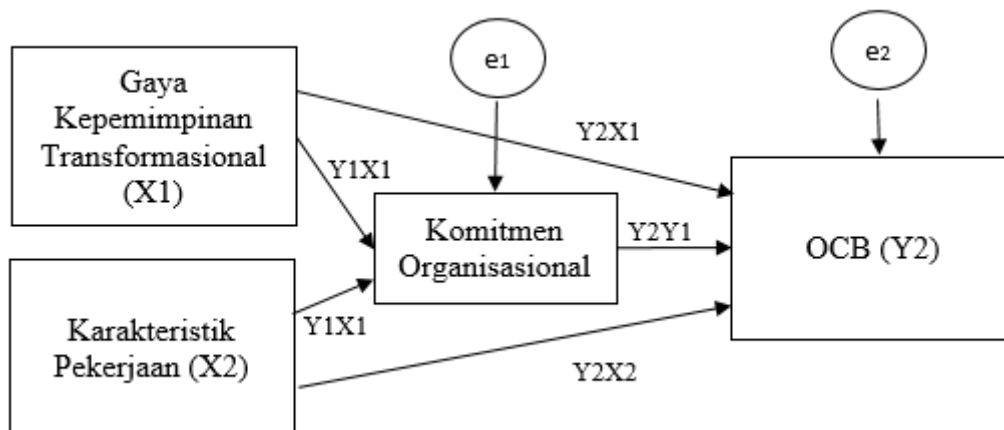 e1
e2
Gaya
Kepemimpinan
Transformasional
(X1)
Y2X1
Y1X1
Komitmen
Organisasional
Y2Y1
OCB (Y2)
Karakteristik
Pekerjaan (X2)
Y1X1
Y2X2